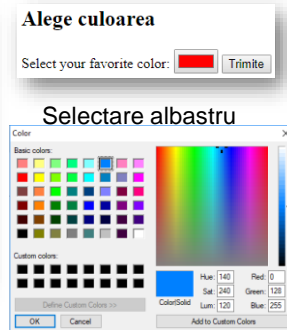 Alege culoarea
Select your favorite color: Trimite
Selectare albastru
Color
Basic colors:
Custom colors:
Define Custom Colors >>
OK Cancel
Color|Solid
Hue: 140 Red: 0
Sat: 240 Green: 128
Lum: 120 Blue: 255
Add to Custom Colors